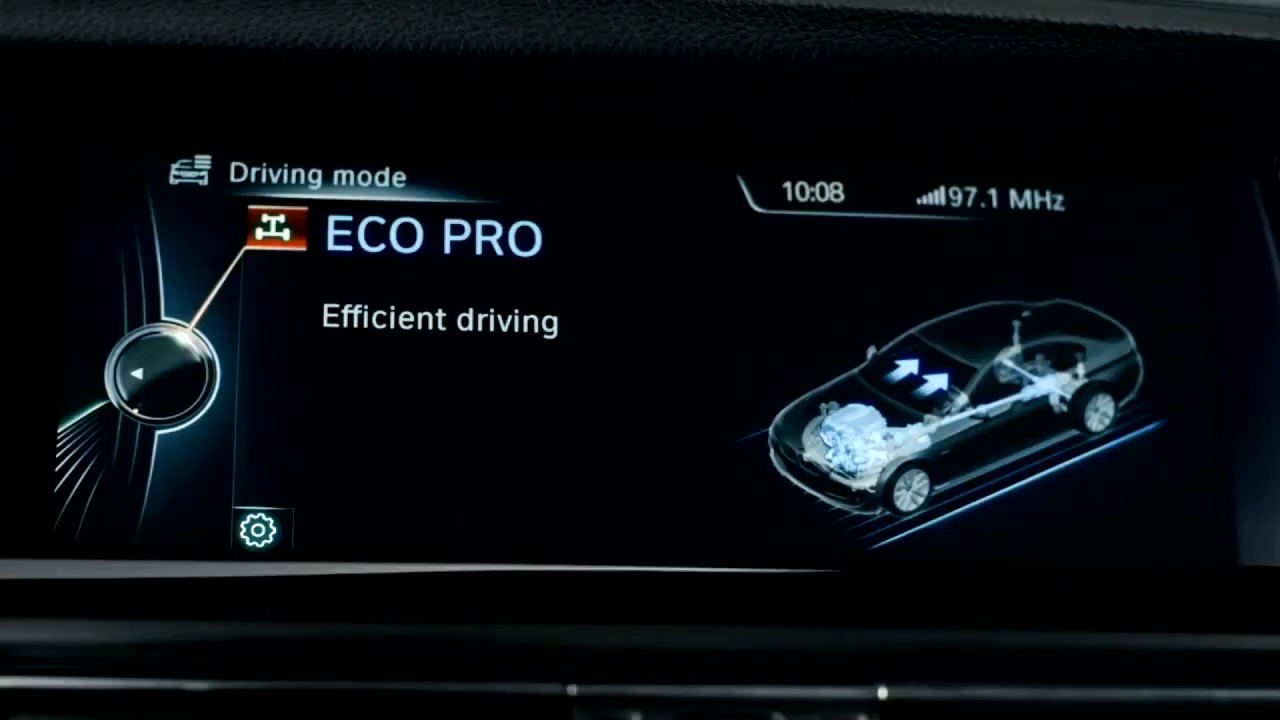 Driving mode
10:08
97.1 MHz
ECO PRO
Efficient driving